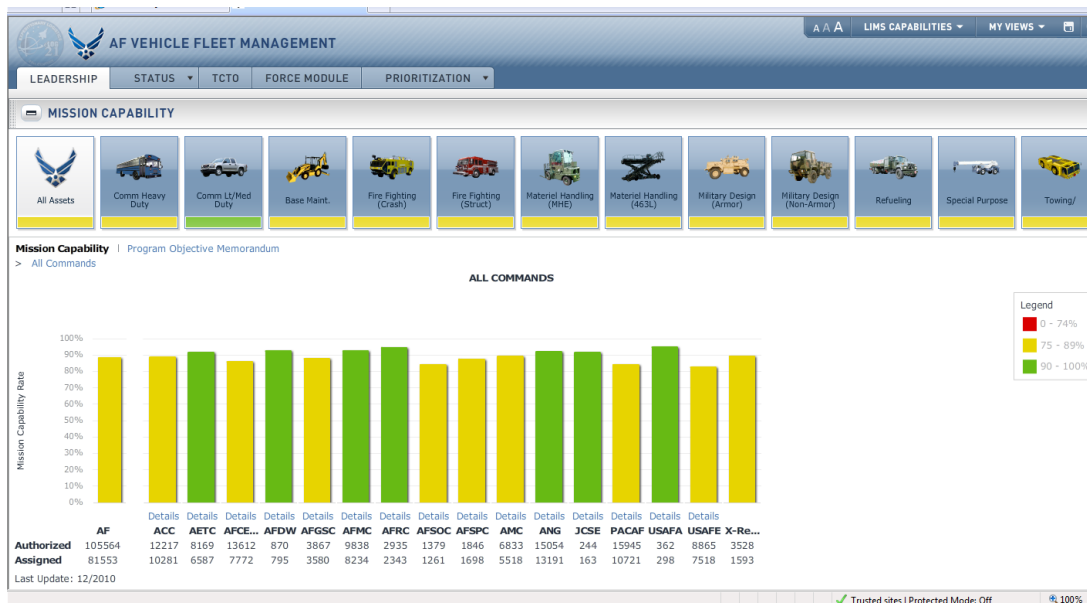 A A A LIMS CAPABILITIES MY VIEWS
AF VEHICLE FLEET MANAGEMENT
LEADERSHIP STATUS TCTO FORCE MODULE PRIORITIZATION
MISSION CAPABILITY
All Assets
Comm Heavy
Duty
Comm Lt/Med
Duty
Base Maint.
Fire Fighting
(Crash)
Fire Fighting
(Struct)
Materiel Handling
(MHE)
Materiel Handling
(463L)
Military Design
(Armor)
Military Design
(Non-Armor)
Refueling
Special Purpose
Towing/
Mission Capability | Program Objective Memorandum
> All Commands
ALL COMMANDS
Legend
0 - 74%
75 - 89%
90 - 100%
Mission Capability Rate
100%
90%
80%
70%
60%
50%
40%
30%
20%
10%
0%
Details Details Details Details Details Details Details Details Details Details Details Details Details Details Details
AF ACC AETC AFCE... AFDW AFGSC AFMC AFRC AFSOC AFSPC AMC ANG JCSE PACAF USAFA USAFE X-Re...
Authorized 105564 12217 8169 13612 870 3867 9838 2935 1379 1846 6833 15054 244 15945 362 8865 3528
Assigned 81553 10281 6587 7772 795 3580 8234 2343 1261 1698 5518 13191 163 10721 298 7518 1593
Last Update: 12/2010
Trusted sites | Protected Mode: Off 100%